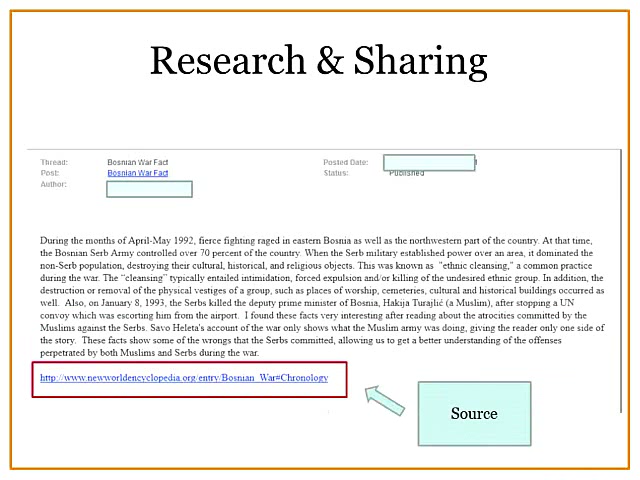 Research & Sharing
Thread: Bosnian War Fact Posted Date:
Post: Bosnian War Fact Status: Published
Author:
During the months of April-May 1992, fierce fighting raged in eastern Bosnia as well as the northwestern part of the country. At that time,
the Bosnian Serb Army controlled over 70 percent of the country. When the Serb military established power over an area, it dominated the
non-Serb population, destroying their cultural, historical, and religious objects. This was known as "ethnic cleansing," a common practice
during the war. The “cleansing” typically entailed intimidation, forced expulsion and/or killing of the undesired ethnic group. In addition, the
destruction or removal of the physical vestiges of a group, such as places of worship, cemeteries, cultural and historical buildings occurred as
well. Also, on January 8, 1993, the Serbs killed the deputy prime minister of Bosnia, Hakija Turajlić (a Muslim), after stopping a UN
convoy which was escorting him from the airport. I found these facts very interesting after reading about the atrocities committed by the
Muslims against the Serbs. Savo Heleta's account of the war only shows what the Muslim army was doing, giving the reader only one side of
the story. These facts show some of the wrongs that the Serbs committed, allowing us to get a better understanding of the offenses
perpetrated by both Muslims and Serbs during the war.
http://www.newworldencyclopedia.org/entry/Bosnian_War#Chronology
Source